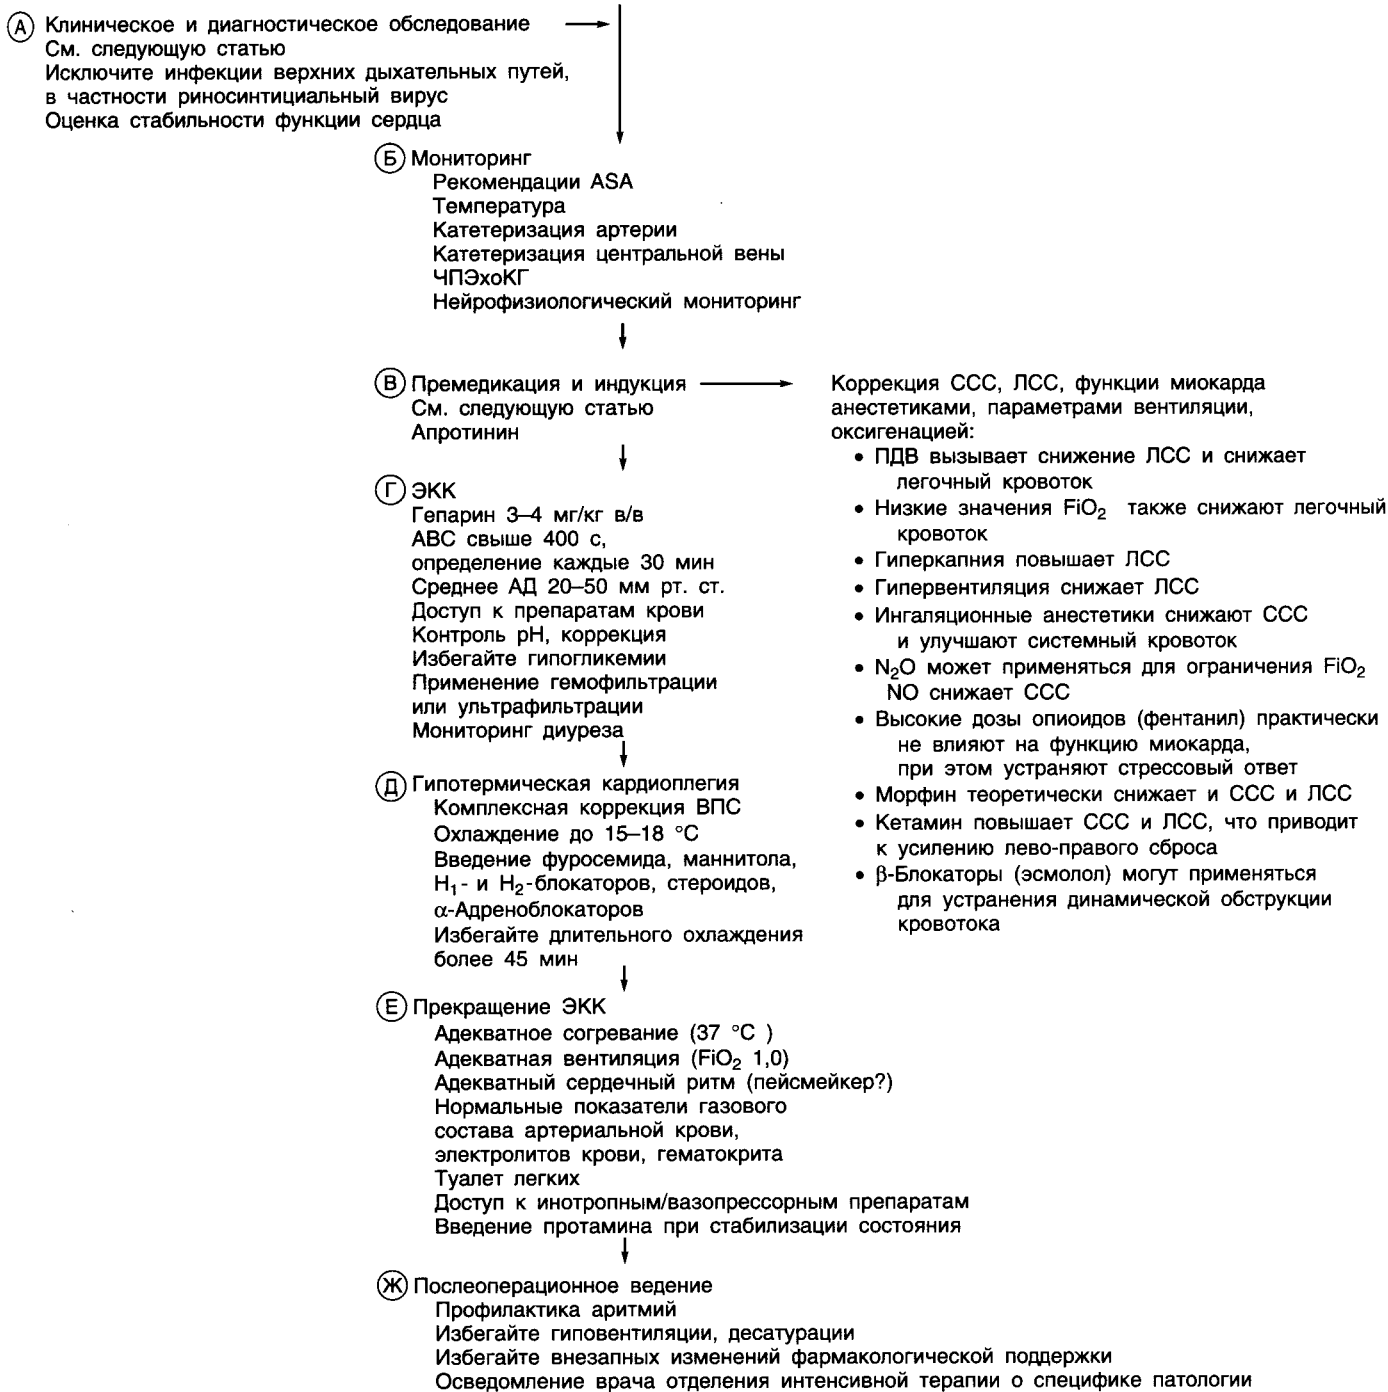 А Клиническое и диагностическое обследование
См. следующую статью
Исключите инфекции верхних дыхательных путей,
в частности риносинтициальный вирус
Оценка стабильности функции сердца
Б Мониторинг
Рекомендации ASA
Температура
Катетеризация артерии
Катетеризация центральной вены
ЧПЭхоКГ
Нейрофизиологический мониторинг
В Премедикация и индукция
См. следующую статью
Апротинин
Коррекция ССС, ЛСС, функции миокарда
анестетиками, параметрами вентиляции,
оксигенацией:
• ПДВ вызывает снижение ЛСС и снижает
легочный кровоток
• Низкие значения FiO₂ также снижают легочный
кровоток
• Гиперкапния повышает ЛСС
• Гипервентиляция снижает ЛСС
• Ингаляционные анестетики снижают ССС
и улучшают системный кровоток
• N₂O может применяться для ограничения FiO₂
NO снижает ССС
• Высокие дозы опиоидов (фентанил) практически
не влияют на функцию миокарда,
при этом устраняют стрессовый ответ
• Морфин теоретически снижает и ССС и ЛСС
• Кетамин повышает ССС и ЛСС, что приводит
к усилению лево-правого сброса
• β-Блокаторы (эсмолол) могут применяться
для устранения динамической обструкции
кровотока
Г ЭКК
Гепарин 3–4 мг/кг в/в
АВС свыше 400 с,
определение каждые 30 мин
Среднее АД 20–50 мм рт. ст.
Доступ к препаратам крови
Контроль pH, коррекция
Избегайте гипогликемии
Применение гемофильтрации
или ультрафильтрации
Мониторинг диуреза
Д Гипотермическая кардиоплегия
Комплексная коррекция ВПС
Охлаждение до 15–18 °С
Введение фуросемида, маннитола,
H₁- и H₂-блокаторов, стероидов,
α-Адреноблокаторов
Избегайте длительного охлаждения
более 45 мин
Е Прекращение ЭКК
Адекватное согревание (37 °С )
Адекватная вентиляция (FiO₂ 1,0)
Адекватный сердечный ритм (пейсмейкер?)
Нормальные показатели газового
состава артериальной крови,
электролитов крови, гематокрита
Туалет легких
Доступ к инотропным/вазопрессорным препаратам
Введение протамина при стабилизации состояния
Ж Послеоперационное ведение
Профилактика аритмий
Избегайте гиповентиляции, десатурации
Избегайте внезапных изменений фармакологической поддержки
Осведомление врача отделения интенсивной терапии о специфике патологии